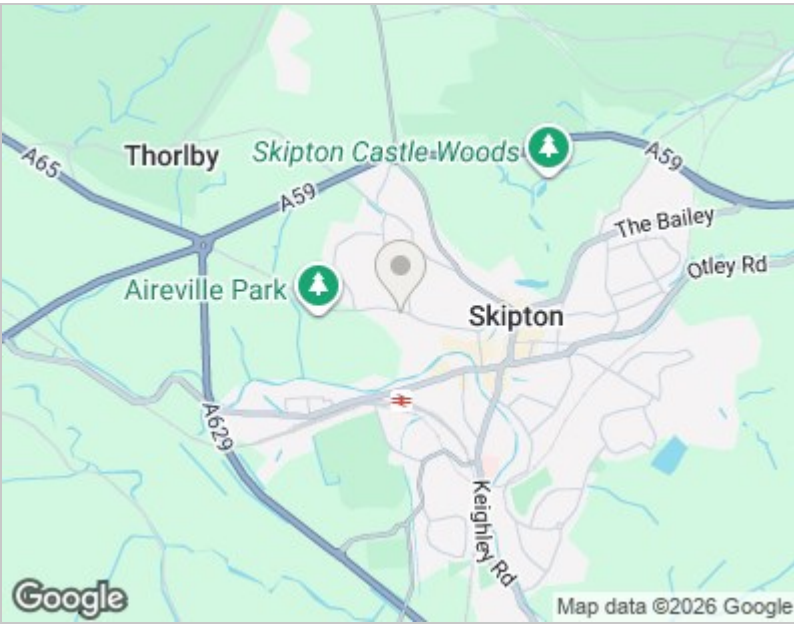 A65
Thorlby
Skipton Castle Woods
A59
A59
The Bailey
Otley Rd
Aireville Park
Skipton
A629
Keighley Rd
Google
Map data ©2026 Google